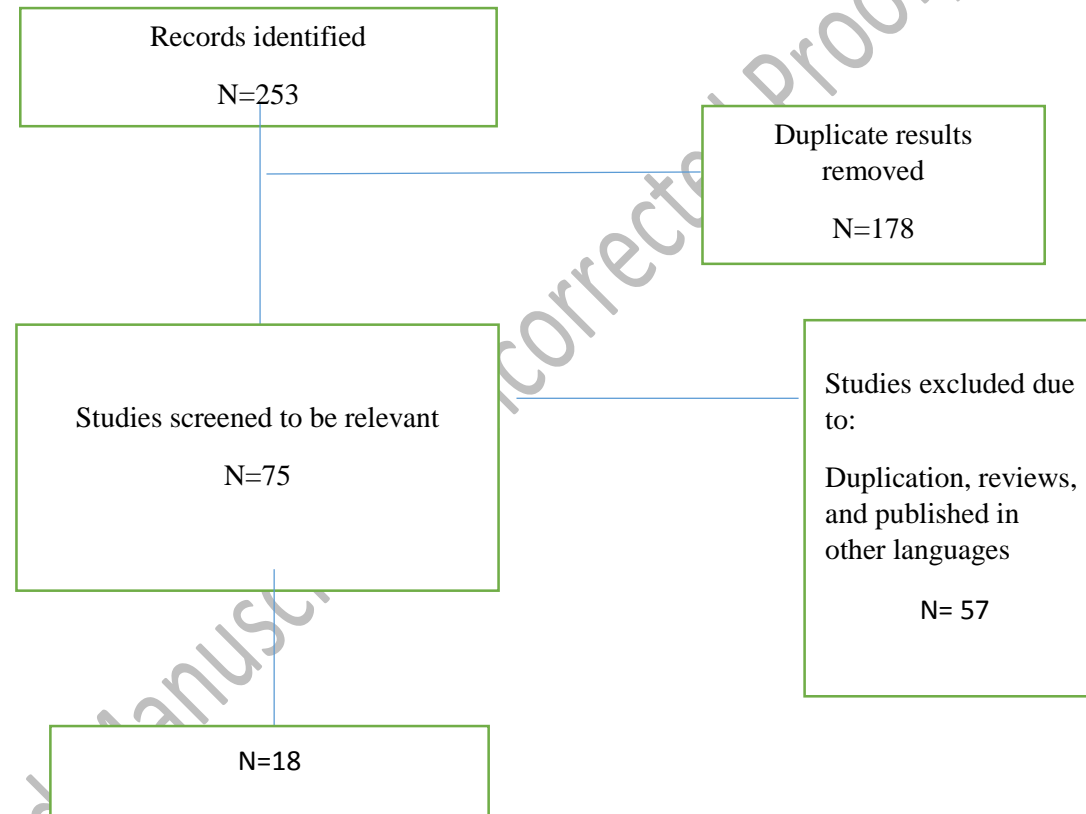 Records identified
N=253
Duplicate results
removed
N=178
Studies screened to be relevant
N=75
Studies excluded due
to:
Duplication, reviews,
and published in
other languages
N= 57
N=18